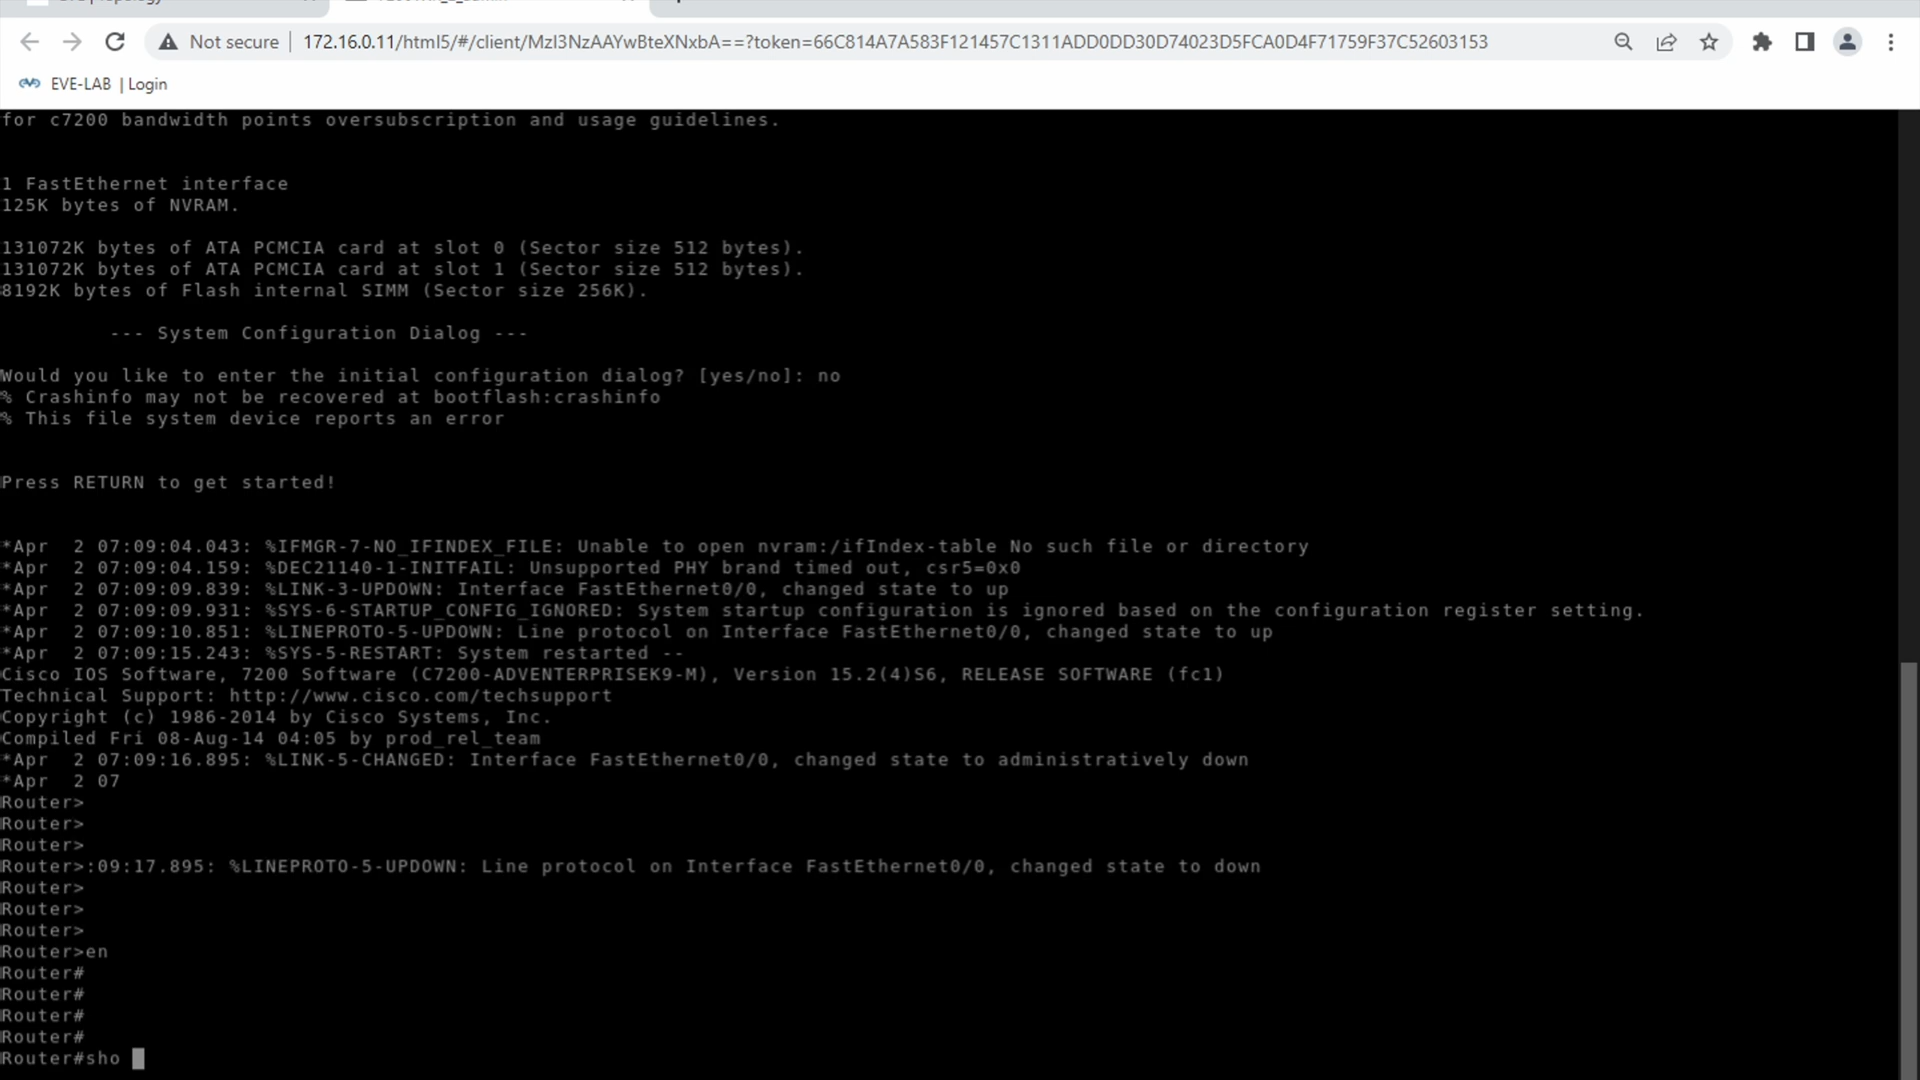 Not secure
172.16.0.11/html5/#/client/MzI3NzAAYwBteXNxbA==?token=66C814A7A583F121457C1311ADD0DD30D74023D5FCA0D4F71759F37C52603153
EVE-LAB | Login
for c7200 bandwidth points oversubscription and usage guidelines.
1 FastEthernet interface
125K bytes of NVRAM.
131072K bytes of ATA PCMCIA card at slot 0 (Sector size 512 bytes).
131072K bytes of ATA PCMCIA card at slot 1 (Sector size 512 bytes).
8192K bytes of Flash internal SIMM (Sector size 256K).
--- System Configuration Dialog ---
Would you like to enter the initial configuration dialog? [yes/no]: no
% Crashinfo may not be recovered at bootflash:crashinfo
% This file system device reports an error
Press RETURN to get started!
*Apr  2 07:09:04.043: %IFMGR-7-NO_IFINDEX_FILE: Unable to open nvram:/ifIndex-table No such file or directory
*Apr  2 07:09:04.159: %DEC21140-1-INITFAIL: Unsupported PHY brand timed out, csr5=0x0
*Apr  2 07:09:09.839: %LINK-3-UPDOWN: Interface FastEthernet0/0, changed state to up
*Apr  2 07:09:09.931: %SYS-6-STARTUP_CONFIG_IGNORED: System startup configuration is ignored based on the configuration register setting.
*Apr  2 07:09:10.851: %LINEPROTO-5-UPDOWN: Line protocol on Interface FastEthernet0/0, changed state to up
*Apr  2 07:09:15.243: %SYS-5-RESTART: System restarted --
Cisco IOS Software, 7200 Software (C7200-ADVENTERPRISEK9-M), Version 15.2(4)S6, RELEASE SOFTWARE (fc1)
Technical Support: http://www.cisco.com/techsupport
Copyright (c) 1986-2014 by Cisco Systems, Inc.
Compiled Fri 08-Aug-14 04:05 by prod_rel_team
*Apr  2 07:09:16.895: %LINK-5-CHANGED: Interface FastEthernet0/0, changed state to administratively down
*Apr  2 07
Router>
Router>
Router>
Router>:09:17.895: %LINEPROTO-5-UPDOWN: Line protocol on Interface FastEthernet0/0, changed state to down
Router>
Router>
Router>
Router>en
Router#
Router#
Router#
Router#
Router#sho